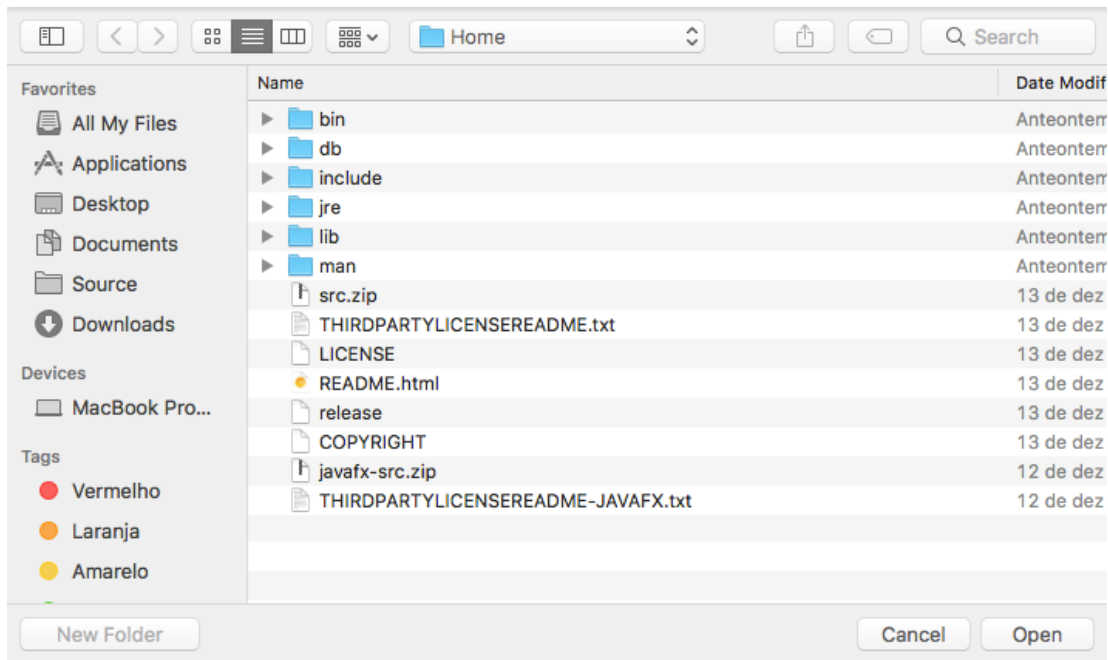 Home
Search
Favorites
All My Files
Applications
Desktop
Documents
Source
Downloads
Devices
MacBook Pro...
Tags
Vermelho
Laranja
Amarelo
Name Date Modif
bin Anteontem
db Anteontem
include Anteontem
jre Anteontem
lib Anteontem
man Anteontem
src.zip 13 de dez
THIRDPARTYLICENSEREADME.txt 13 de dez
LICENSE 13 de dez
README.html 13 de dez
release 13 de dez
COPYRIGHT 13 de dez
javafx-src.zip 12 de dez
THIRDPARTYLICENSEREADME-JAVAFX.txt 12 de dez
New Folder Cancel Open